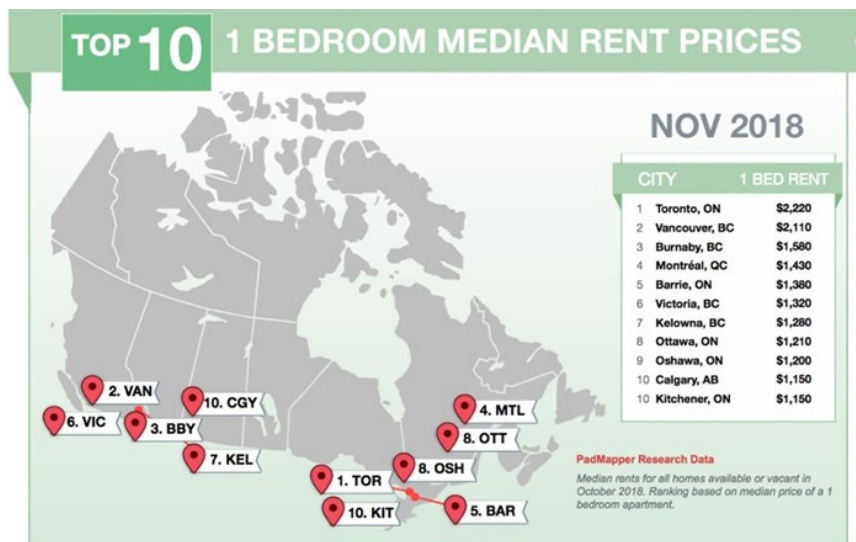 TOP 10
1 BEDROOM MEDIAN RENT PRICES
NOV 2018
CITY 1 BED RENT
1 Toronto, ON $2,220
2 Vancouver, BC $2,110
3 Burnaby, BC $1,580
4 Montréal, QC $1,430
5 Barrie, ON $1,380
6 Victoria, BC $1,320
7 Kelowna, BC $1,280
8 Ottawa, ON $1,210
9 Oshawa, ON $1,200
10 Calgary, AB $1,150
10 Kitchener, ON $1,150
2. VAN
10. CGY
6. VIC
3. BBY
7. KEL
4. MTL
8. OTT
8. OSH
1. TOR
10. KIT
5. BAR
PadMapper Research Data
Median rents for all homes available or vacant in
October 2018. Ranking based on median price of a 1
bedroom apartment.